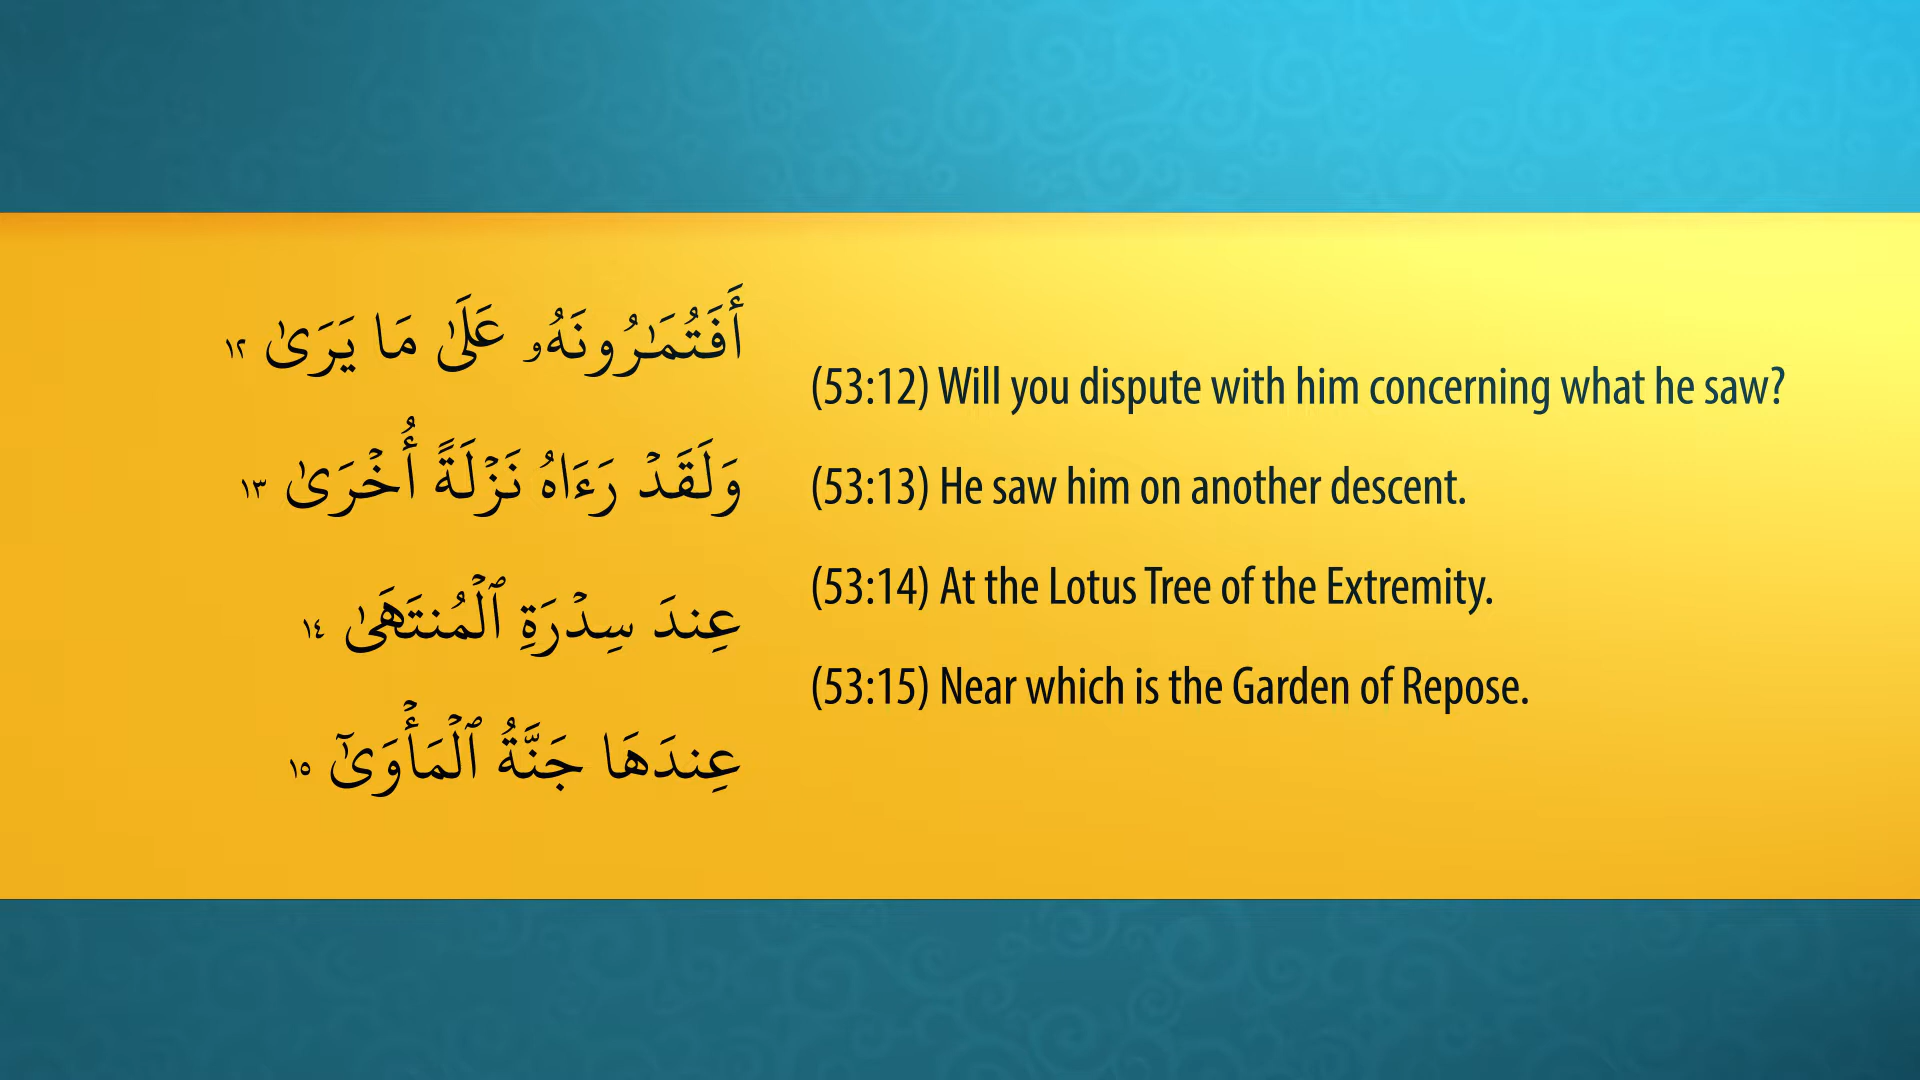 أَفَتُمَٰرُونَهُۥ عَلَىٰ مَا يَرَىٰ ١٢
وَلَقَدۡ رَءَاهُ نَزۡلَةً أُخۡرَىٰ ١٣
عِندَ سِدۡرَةِ ٱلۡمُنتَهَىٰ ١٤
عِندَهَا جَنَّةُ ٱلۡمَأۡوَىٰٓ ١٥
(53:12) Will you dispute with him concerning what he saw?
(53:13) He saw him on another descent.
(53:14) At the Lotus Tree of the Extremity.
(53:15) Near which is the Garden of Repose.